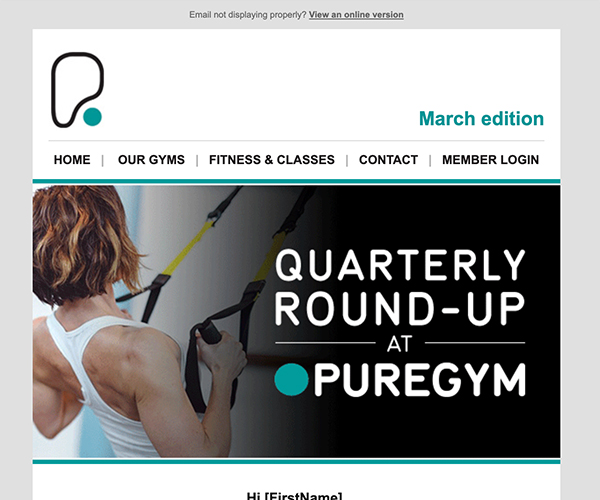 Email not displaying properly? View an online version
March edition
HOME | OUR GYMS | FITNESS & CLASSES | CONTACT | MEMBER LOGIN
QUARTERLY
ROUND-UP
AT
PUREGYM
Hi [FirstName]